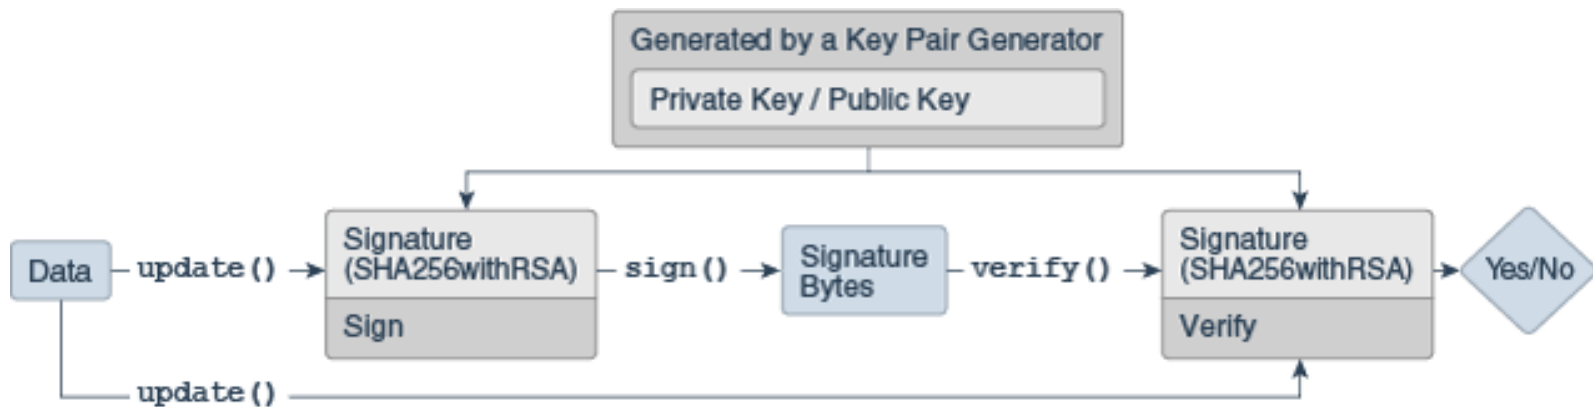 Generated by a Key Pair Generator
Private Key / Public Key
Data
update()
Signature
(SHA256withRSA)
Sign
sign()
Signature
Bytes
verify()
Signature
(SHA256withRSA)
Verify
Yes/No
update()